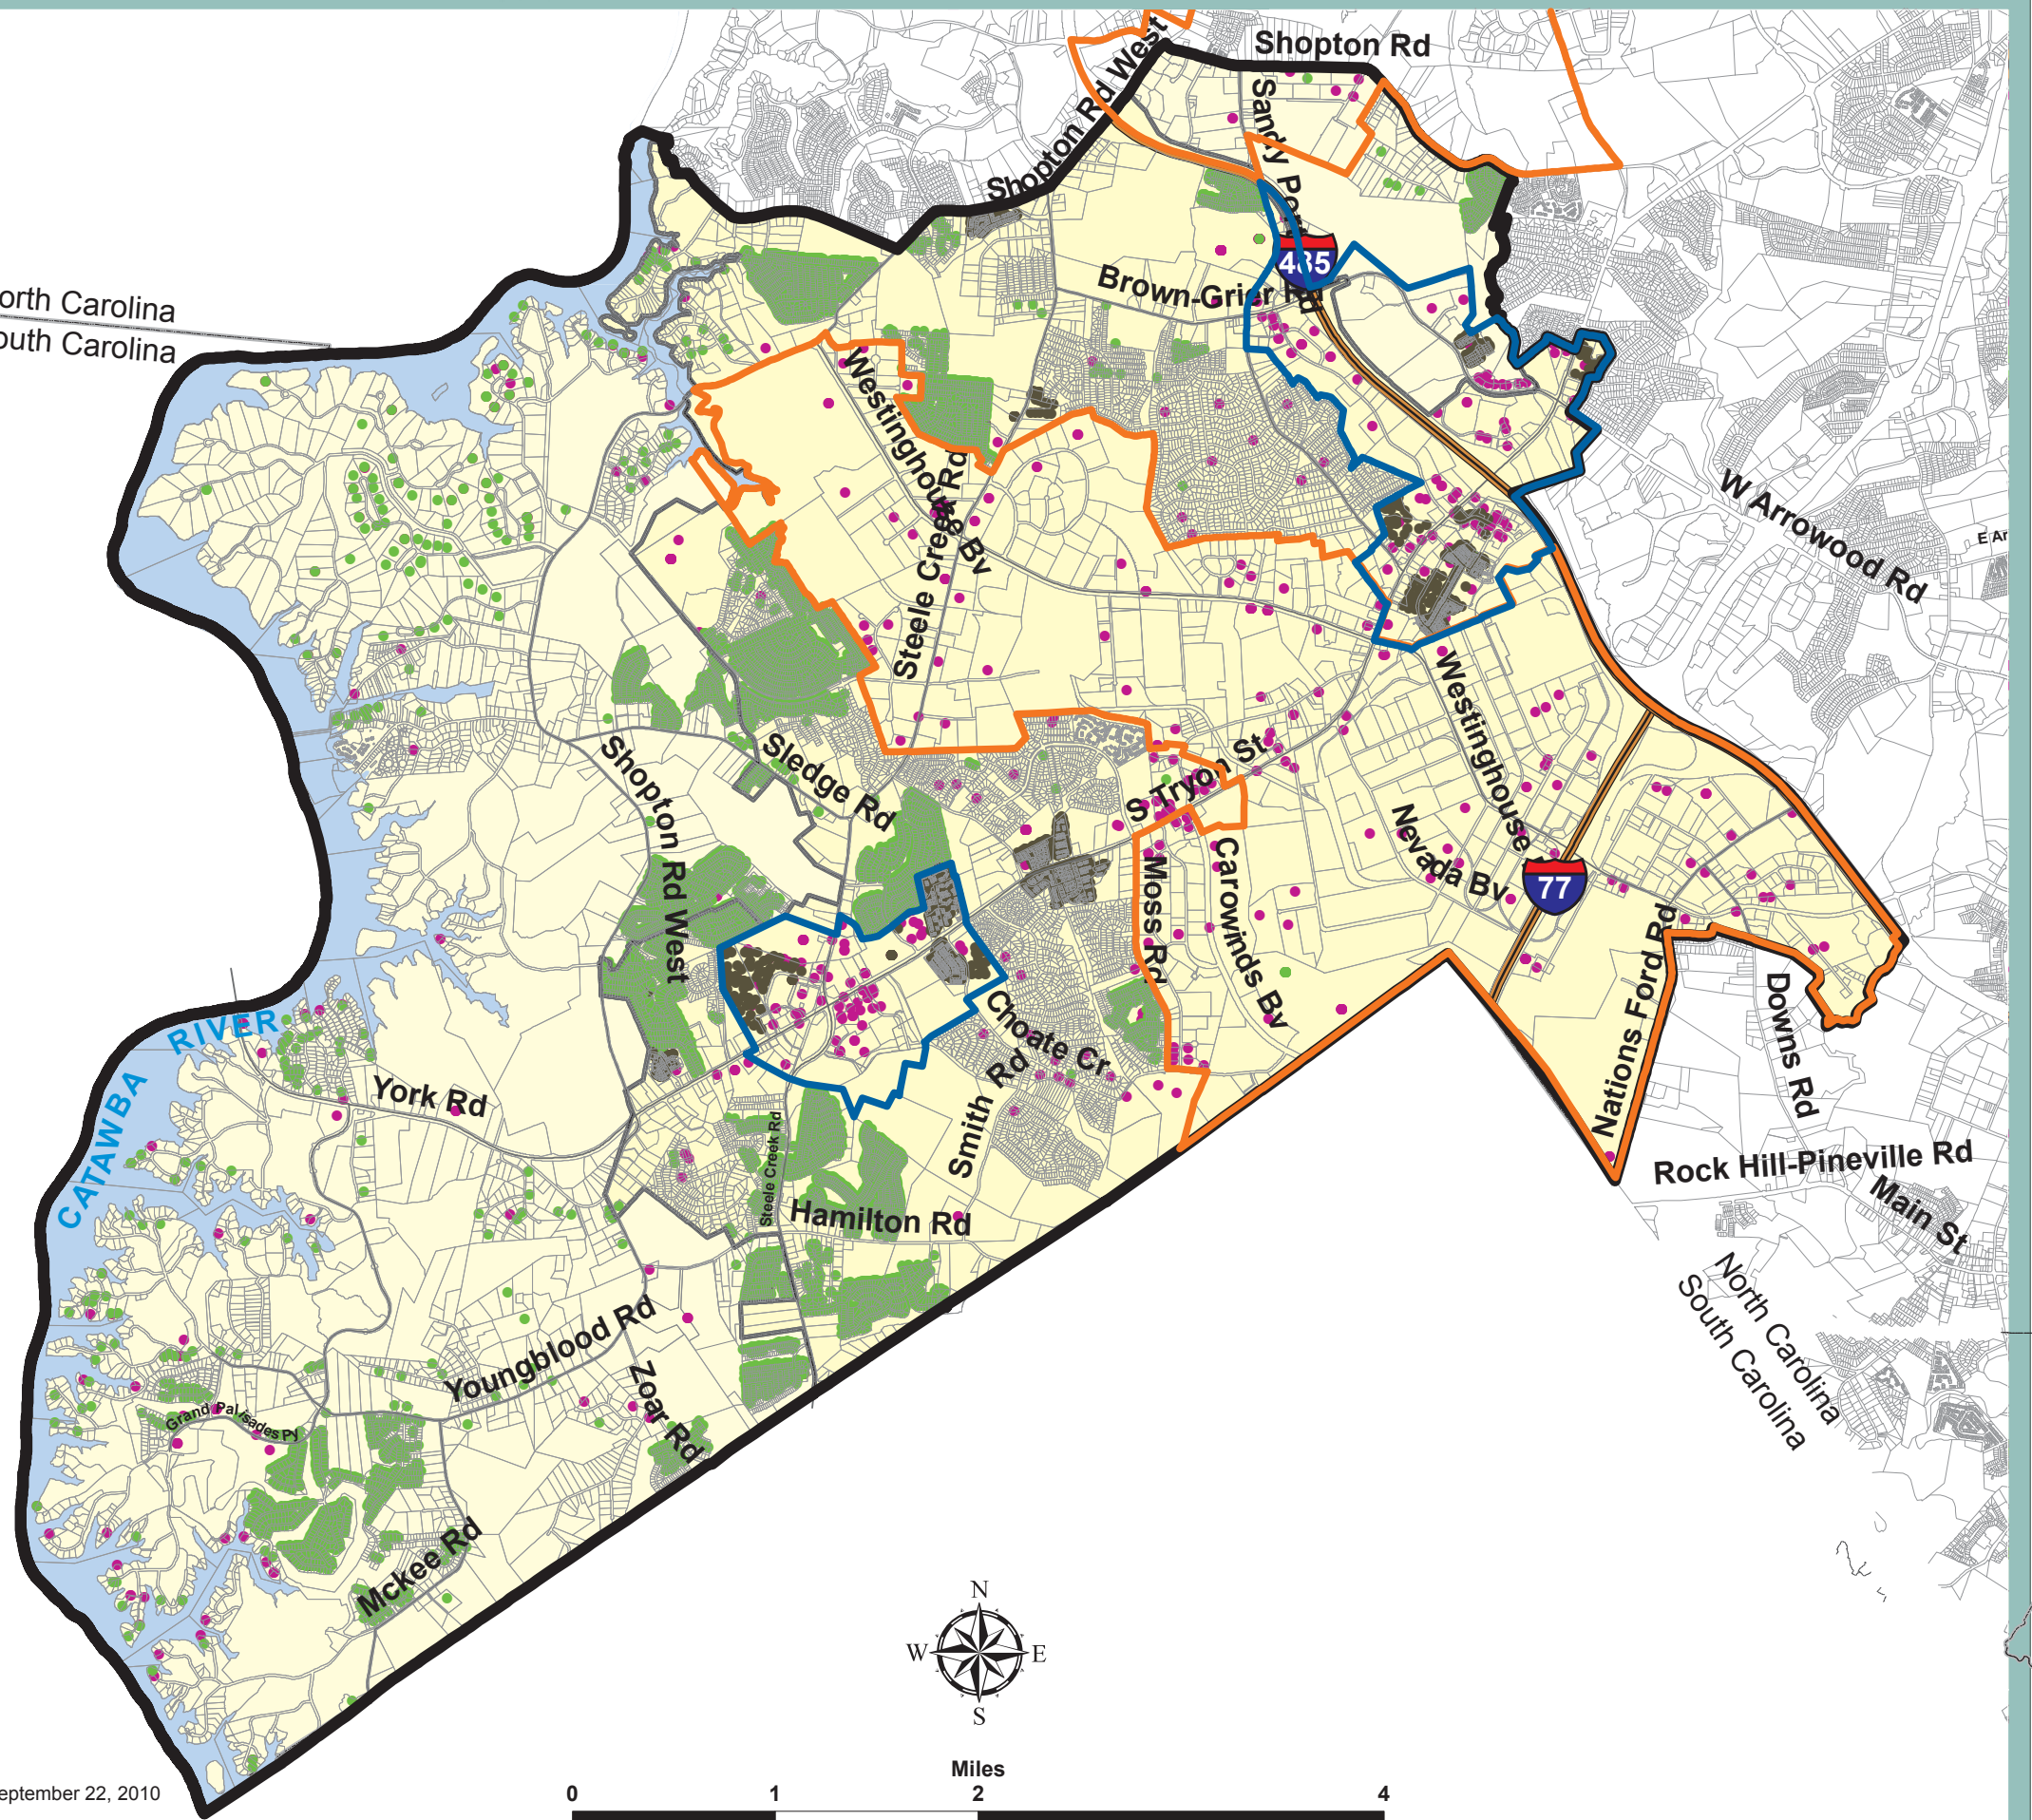 Shopton Rd
Shopton Rd West
Sandy
485
orth Carolina
outh Carolina
Brown-Grier Rd
Westinghouse Bv
Steele Creek Rd
W Arrowood Rd
E Ar
Westinghouse
Shopton Rd West
Sledge Rd
S Tryon St
Nevada Bv
77
Moss Rd
Carowinds Bv
Nations Ford Rd
Downs Rd
Choate Cr
Smith Rd
CATAWBA RIVER
York Rd
Steele Creek Rd
Hamilton Rd
Rock Hill-Pineville Rd
Main St
North Carolina
South Carolina
Youngblood Rd
Zoar Rd
Grand Palisades Py
Mckee Rd
N
W E
S
Miles
0 1 2 4
eptember 22, 2010